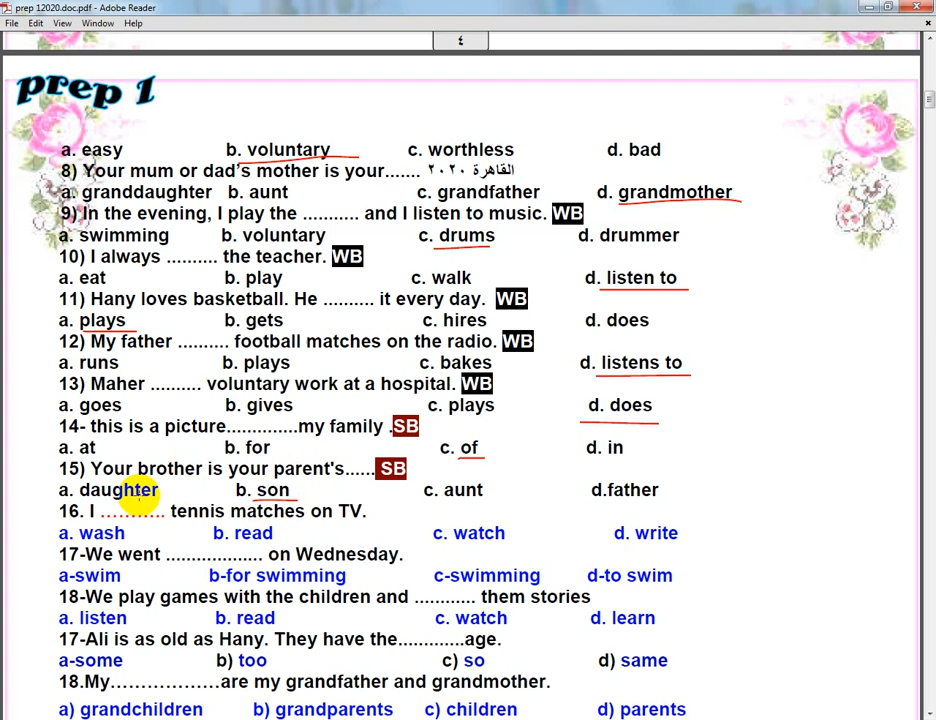 prep 12020.doc.pdf - Adobe Reader
File Edit View Window Help
٤
prep 1
a. easy b. voluntary c. worthless d. bad
8) Your mum or dad's mother is your....... القاهرة ٢٠٢٠
a. granddaughter b. aunt c. grandfather d. grandmother
9) In the evening, I play the ........... and I listen to music. WB
a. swimming b. voluntary c. drums d. drummer
10) I always .......... the teacher. WB
a. eat b. play c. walk d. listen to
11) Hany loves basketball. He .......... it every day. WB
a. plays b. gets c. hires d. does
12) My father .......... football matches on the radio. WB
a. runs b. plays c. bakes d. listens to
13) Maher .......... voluntary work at a hospital. WB
a. goes b. gives c. plays d. does
14- this is a picture.............my family .SB
a. at b. for c. of d. in
15) Your brother is your parent's...... SB
a. daughter b. son c. aunt d.father
16. I ........... tennis matches on TV.
a. wash b. read c. watch d. write
17-We went ................... on Wednesday.
a-swim b-for swimming c-swimming d-to swim
18-We play games with the children and ............ them stories
a. listen b. read c. watch d. learn
17-Ali is as old as Hany. They have the.............age.
a-some b) too c) so d) same
18.My………………are my grandfather and grandmother.
a) grandchildren b) grandparents c) children d) parents